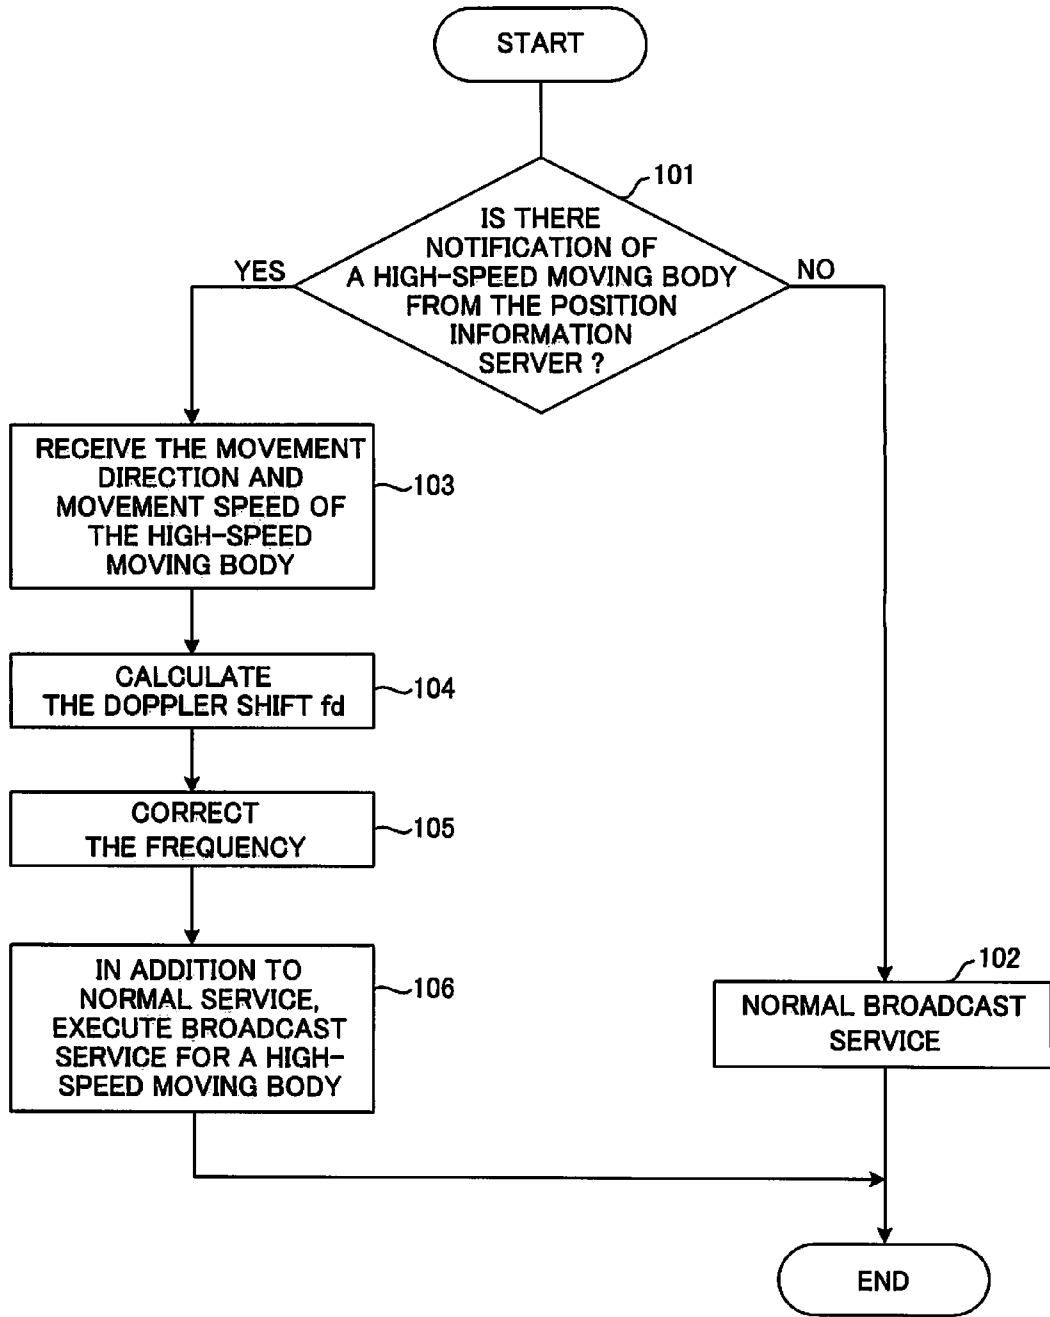 START
101
IS THERE
NOTIFICATION OF
A HIGH-SPEED MOVING BODY
FROM THE POSITION
INFORMATION
SERVER ?
YES
NO
RECEIVE THE MOVEMENT
DIRECTION AND
MOVEMENT SPEED OF
THE HIGH-SPEED
MOVING BODY
103
CALCULATE
THE DOPPLER SHIFT fd
104
CORRECT
THE FREQUENCY
105
IN ADDITION TO
NORMAL SERVICE,
EXECUTE BROADCAST
SERVICE FOR A HIGH-
SPEED MOVING BODY
106
102
NORMAL BROADCAST
SERVICE
END